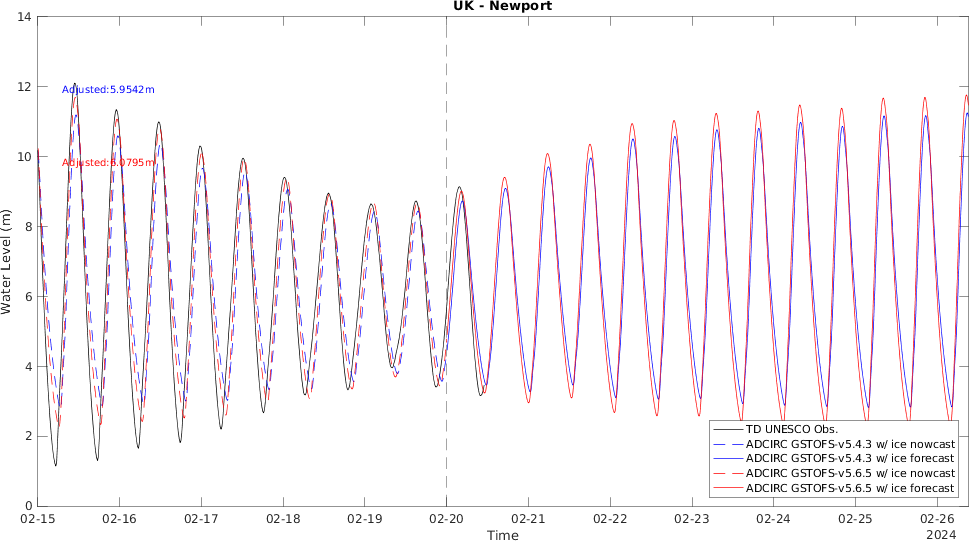 UK - Newport
14
12
10
8
6
4
2
0
Water Level (m)
Adjusted:5.9542m
Adjusted:6.0795m
TD UNESCO Obs.
ADCIRC GSTOFS-v5.4.3 w/ ice nowcast
ADCIRC GSTOFS-v5.4.3 w/ ice forecast
ADCIRC GSTOFS-v5.6.5 w/ ice nowcast
ADCIRC GSTOFS-v5.6.5 w/ ice forecast
02-15 02-16 02-17 02-18 02-19 02-20 02-21 02-22 02-23 02-24 02-25 02-26
Time
2024